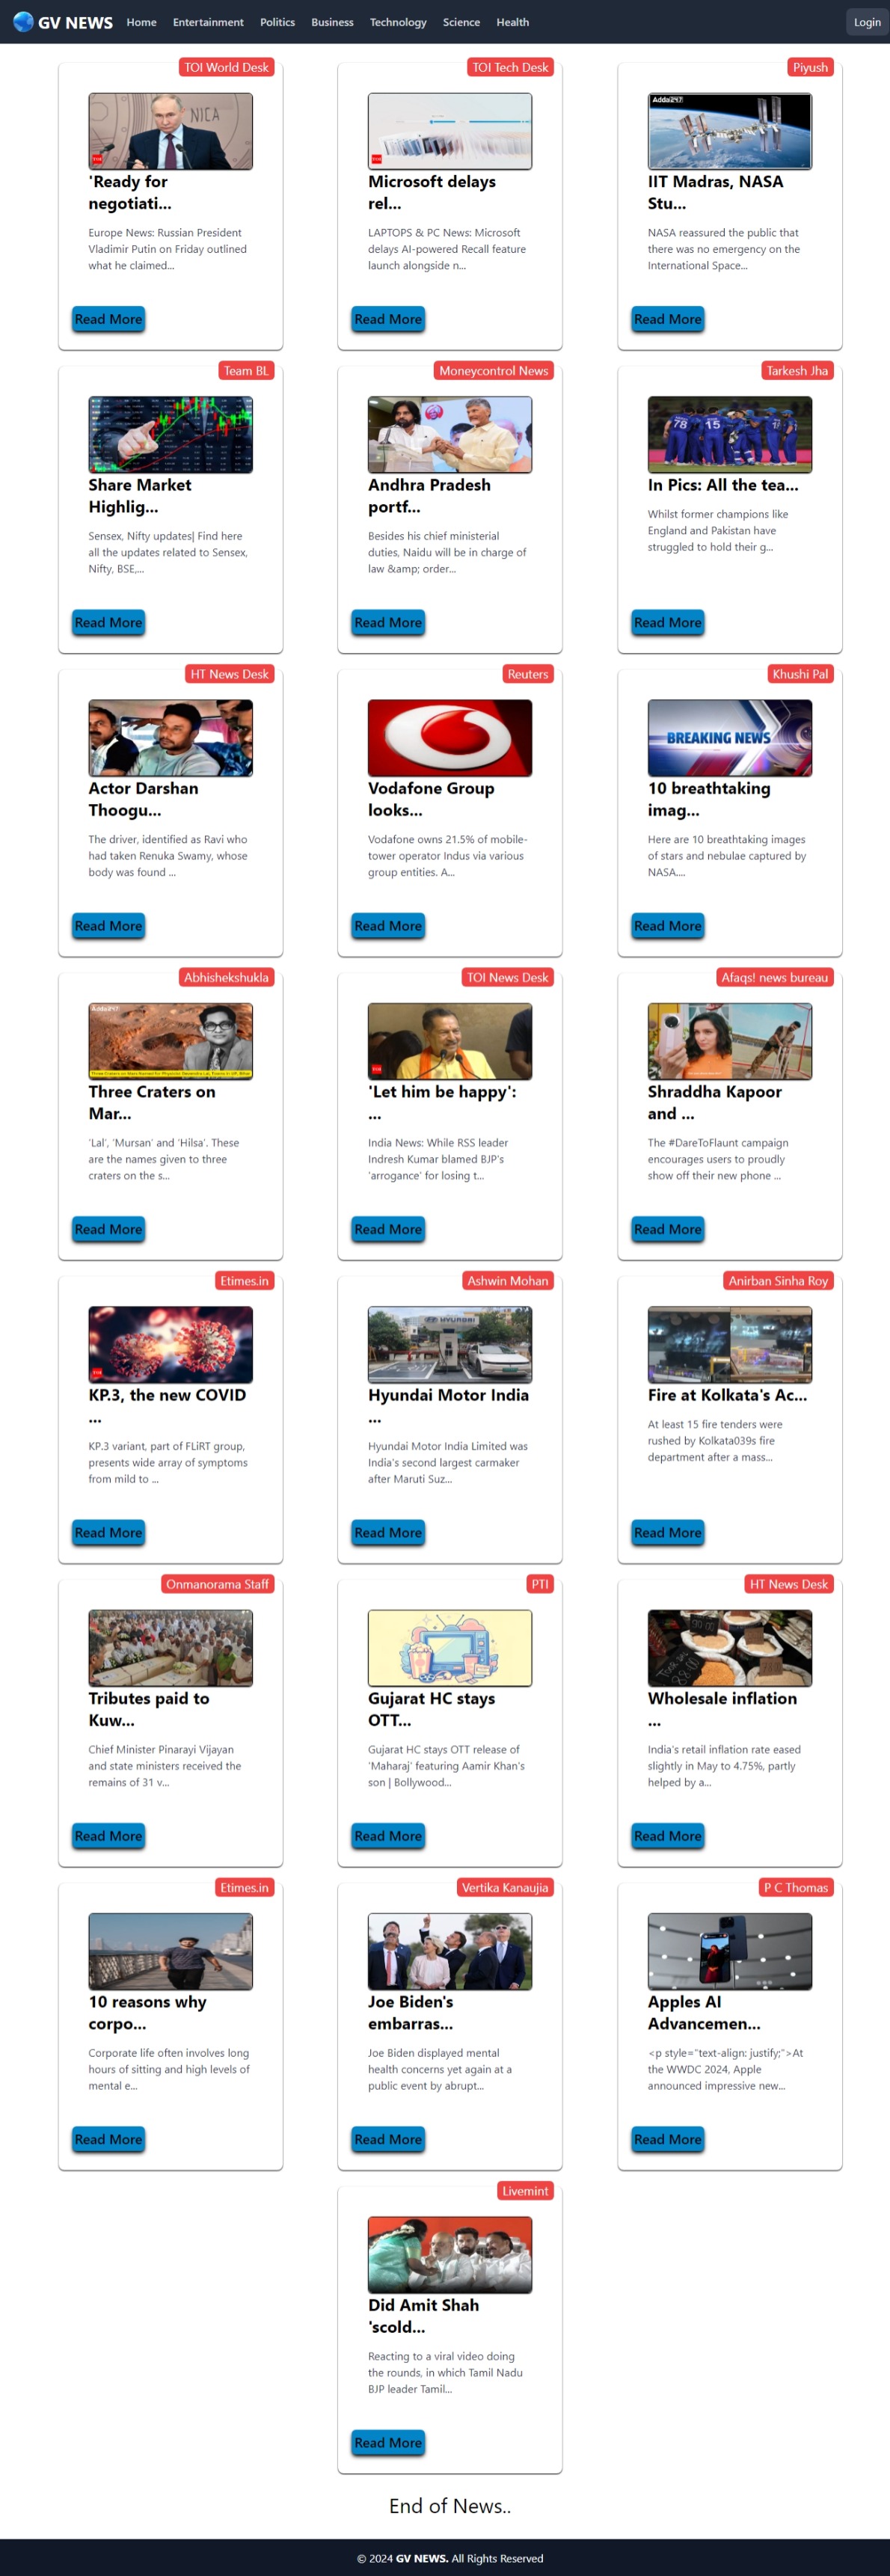 GV NEWS Home Entertainment Politics Business Technology Science Health Login
TOI World Desk
NICA
TOI
'Ready for
negotiati...
Europe News: Russian President
Vladimir Putin on Friday outlined
what he claimed...
Read More
TOI Tech Desk
TOI
Microsoft delays
rel...
LAPTOPS & PC News: Microsoft
delays AI-powered Recall feature
launch alongside n...
Read More
Piyush
Adda247
IIT Madras, NASA
Stu...
NASA reassured the public that
there was no emergency on the
International Space...
Read More
Team BL
Share Market
Highlig...
Sensex, Nifty updates| Find here
all the updates related to Sensex,
Nifty, BSE,...
Read More
Moneycontrol News
Andhra Pradesh
portf...
Besides his chief ministerial
duties, Naidu will be in charge of
law &amp; order...
Read More
Tarkesh Jha
78 15
In Pics: All the tea...
Whilst former champions like
England and Pakistan have
struggled to hold their g...
Read More
HT News Desk
Actor Darshan
Thoogu...
The driver, identified as Ravi who
had taken Renuka Swamy, whose
body was found ...
Read More
Reuters
Vodafone Group
looks...
Vodafone owns 21.5% of mobile-
tower operator Indus via various
group entities. A...
Read More
Khushi Pal
BREAKING NEWS
10 breathtaking
imag...
Here are 10 breathtaking images
of stars and nebulae captured by
NASA....
Read More
Abhishekshukla
Adda247
Three Craters on Mars Named for Physicist Devendra Lal, Towns in UP, Bihar
Three Craters on
Mar...
'Lal', 'Mursan' and 'Hilsa'. These
are the names given to three
craters on the s...
Read More
TOI News Desk
TOI
'Let him be happy':
...
India News: While RSS leader
Indresh Kumar blamed BJP's
'arrogance' for losing t...
Read More
Afaqs! news bureau
Shraddha Kapoor
and ...
The #DareToFlaunt campaign
encourages users to proudly
show off their new phone ...
Read More
Etimes.in
TOI
KP.3, the new COVID
...
KP.3 variant, part of FLiRT group,
presents wide array of symptoms
from mild to ...
Read More
Ashwin Mohan
HYUNDAI
Hyundai Motor India
...
Hyundai Motor India Limited was
India's second largest carmaker
after Maruti Suz...
Read More
Anirban Sinha Roy
Fire at Kolkata's Ac...
At least 15 fire tenders were
rushed by Kolkata039s fire
department after a mass...
Read More
Onmanorama Staff
Tributes paid to
Kuw...
Chief Minister Pinarayi Vijayan
and state ministers received the
remains of 31 v...
Read More
PTI
Gujarat HC stays
OTT...
Gujarat HC stays OTT release of
'Maharaj' featuring Aamir Khan's
son | Bollywood...
Read More
HT News Desk
Wholesale inflation
...
India's retail inflation rate eased
slightly in May to 4.75%, partly
helped by a...
Read More
Etimes.in
10 reasons why
corpo...
Corporate life often involves long
hours of sitting and high levels of
mental e...
Read More
Vertika Kanaujia
Joe Biden's
embarras...
Joe Biden displayed mental
health concerns yet again at a
public event by abrupt...
Read More
P C Thomas
Apples AI
Advancemen...
<p style="text-align: justify;">At
the WWDC 2024, Apple
announced impressive new...
Read More
Livemint
Did Amit Shah
'scold...
Reacting to a viral video doing
the rounds, in which Tamil Nadu
BJP leader Tamil...
Read More
End of News..
© 2024 GV NEWS. All Rights Reserved